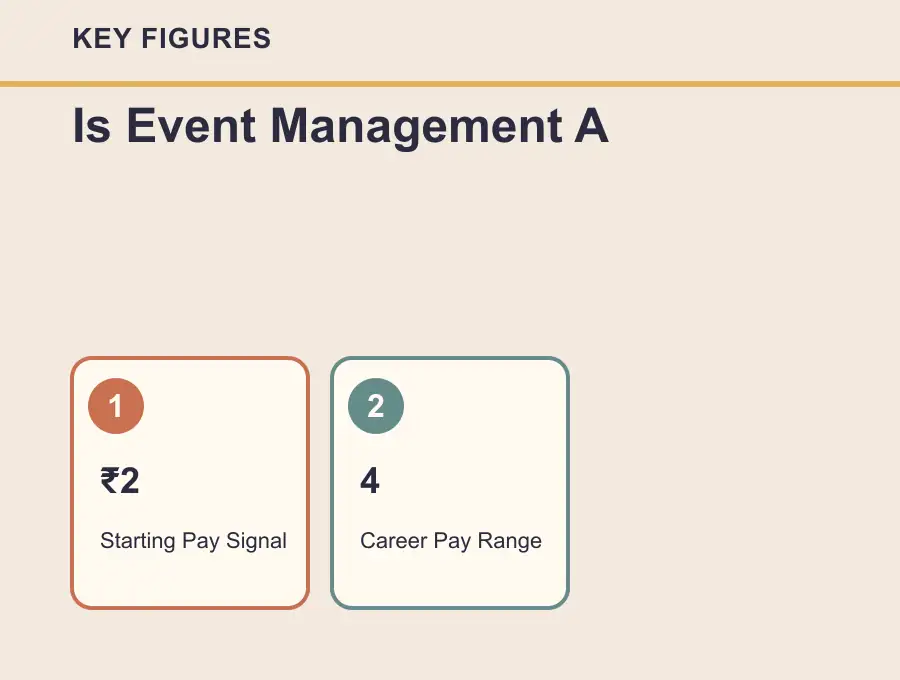 KEY FIGURES
Is Event Management A
1
₹2
Starting Pay Signal
2
4
Career Pay Range